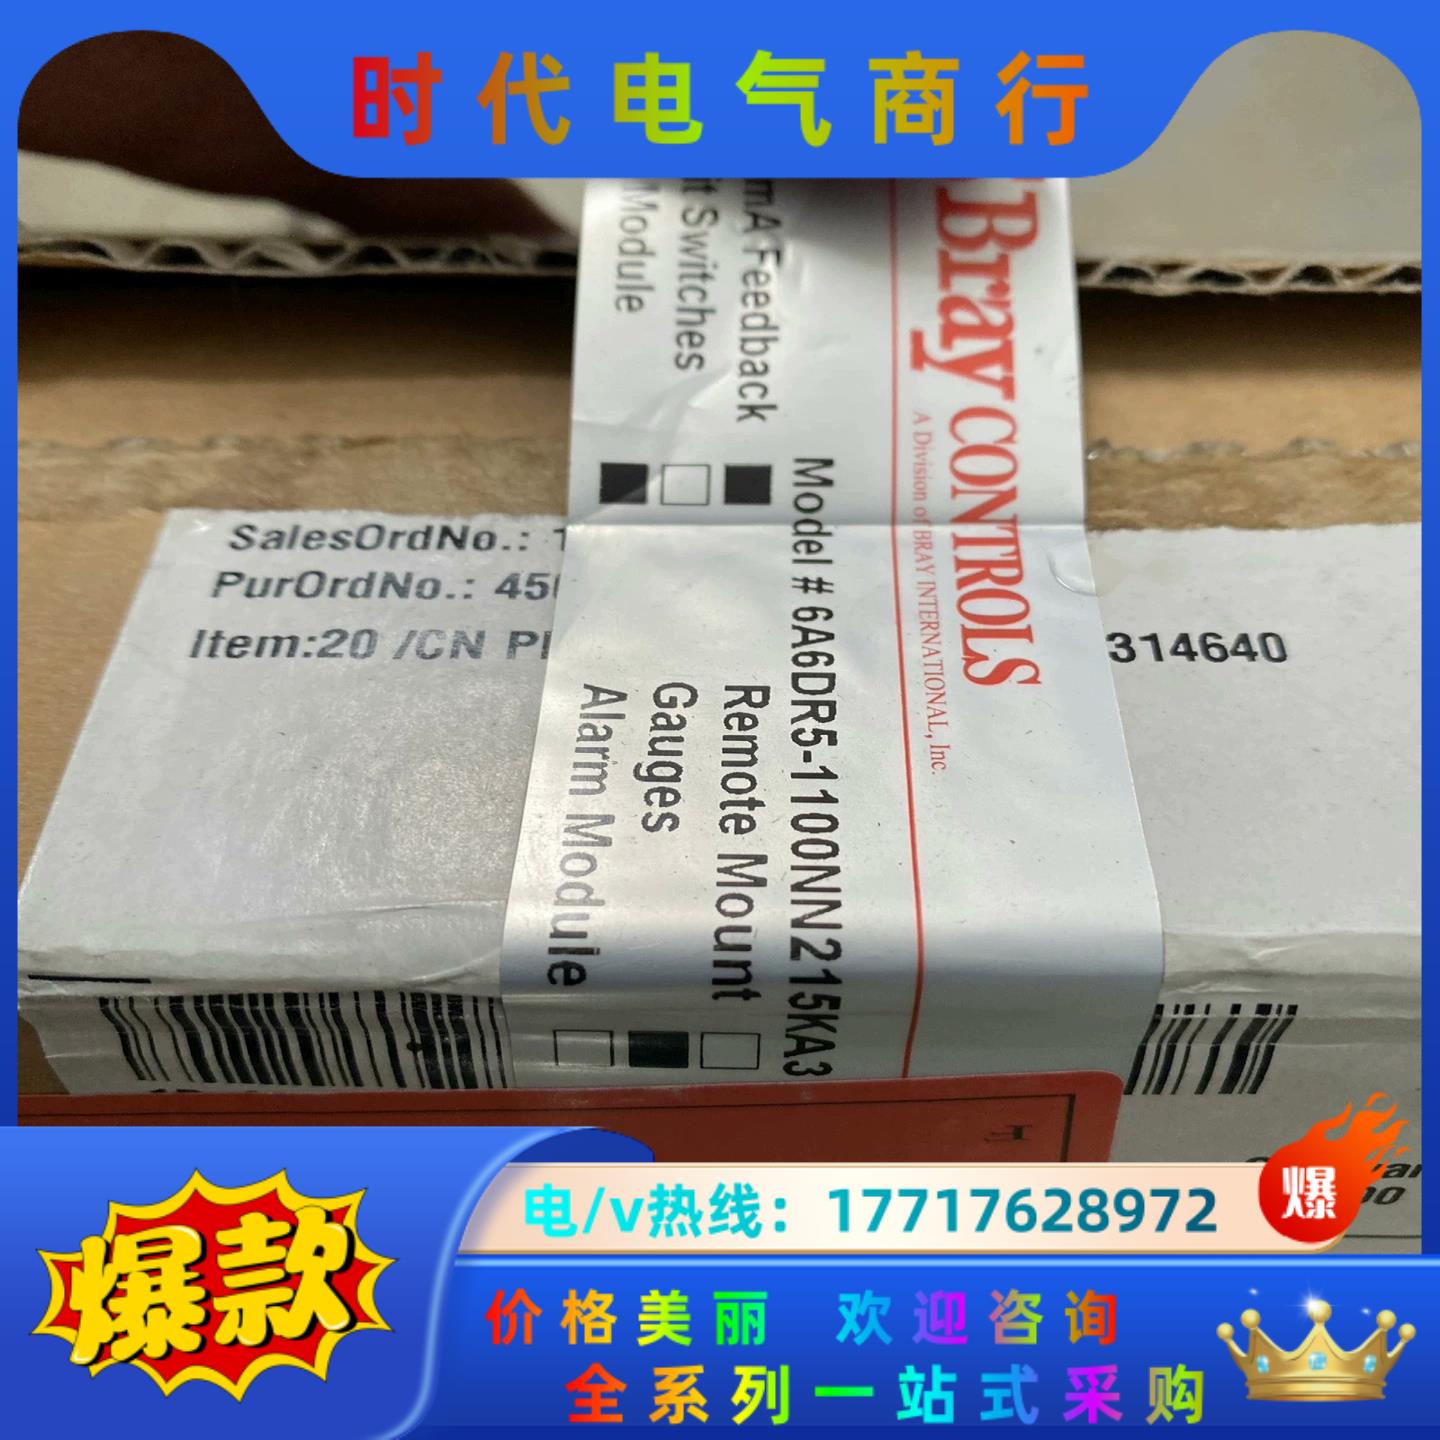 时代电气商行
Bray CONTROLS
A Division of BRAY INTERNATIONAL, Inc.
Model # 6A6DR5-1100NN215KA3
mA Feedback
Remote Mount
Switches
Gauges
Module
Alarm Module
SalesOrdNo.:
PurOrdNo.: 45
Item:20 /CN
314640
爆款
电/v热线：17717628972
爆
价格美丽 欢迎咨询
全系列一站式采购